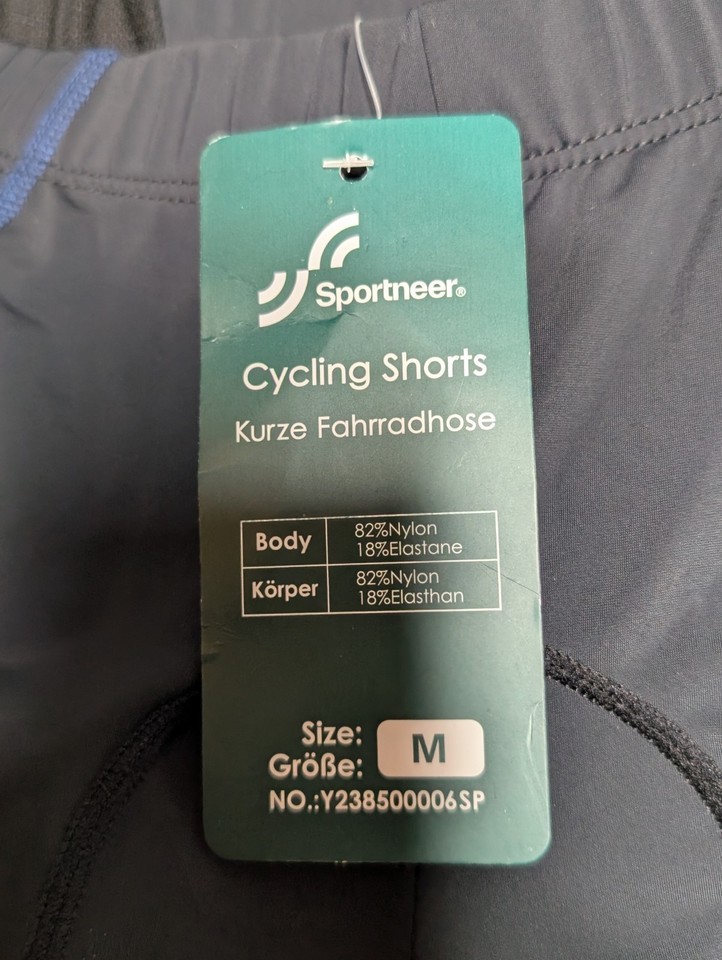 Sportneer®
Cycling Shorts
Kurze Fahrradhose
Body
82%Nylon
18%Elastane
Körper
82%Nylon
18%Elasthan
Size:
Größe:
M
NO.:Y238500006SP